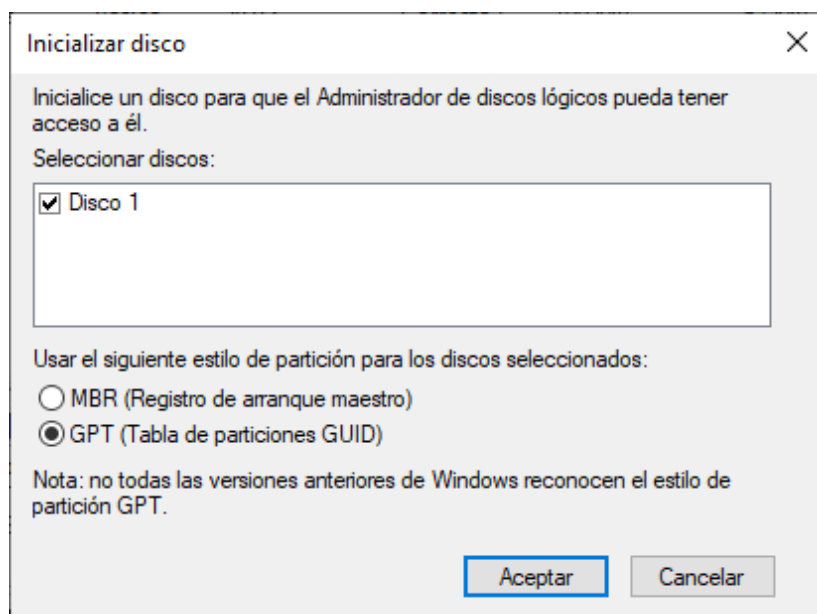 Inicializar disco
Inicialice un disco para que el Administrador de discos lógicos pueda tener
acceso a él.
Seleccionar discos:
Disco 1
Usar el siguiente estilo de partición para los discos seleccionados:
MBR (Registro de arranque maestro)
GPT (Tabla de particiones GUID)
Nota: no todas las versiones anteriores de Windows reconocen el estilo de
partición GPT.
Aceptar
Cancelar